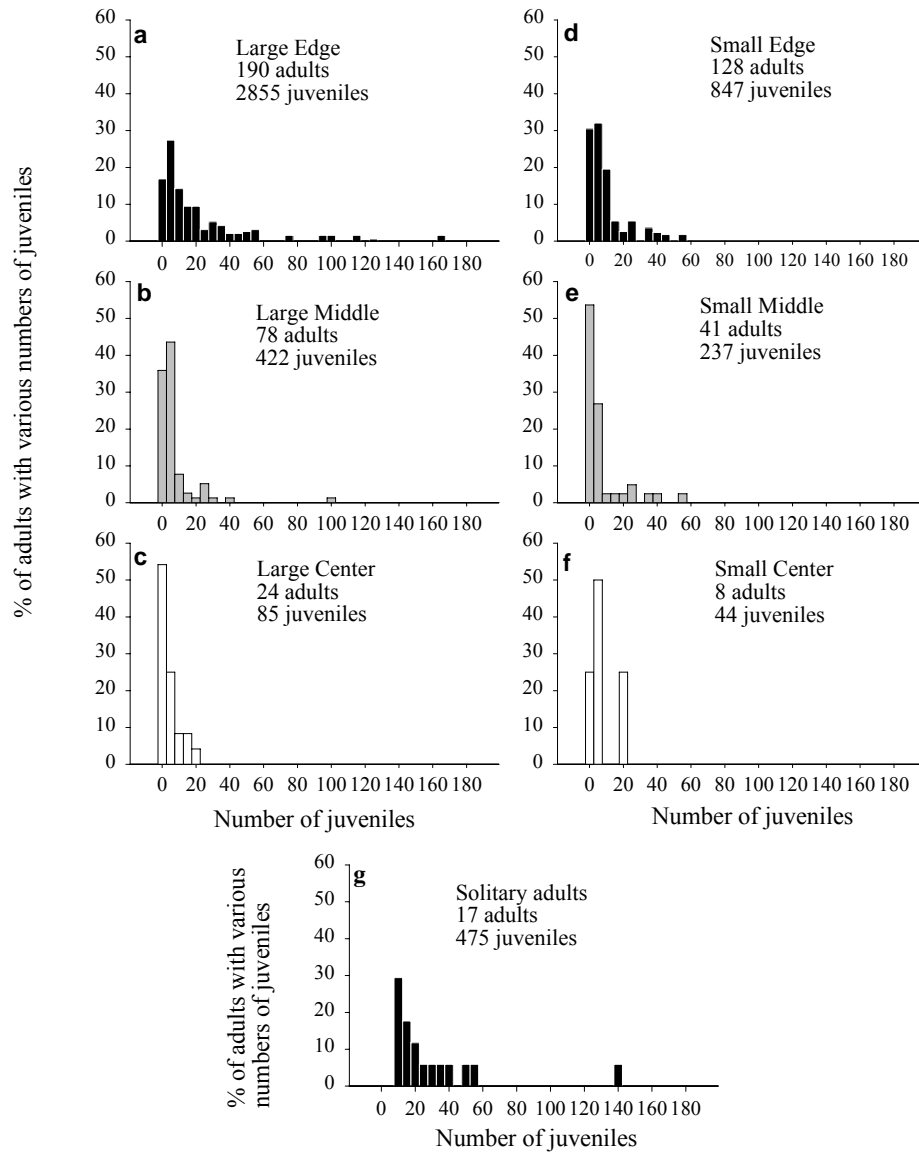 % of adults with various numbers of juveniles
a
Large Edge
190 adults
2855 juveniles
60
50
40
30
20
10
0
0 20 40 60 80 100 120 140 160 180
d
Small Edge
128 adults
847 juveniles
60
50
40
30
20
10
0
0 20 40 60 80 100 120 140 160 180
b
Large Middle
78 adults
422 juveniles
60
50
40
30
20
10
0
0 20 40 60 80 100 120 140 160 180
e
Small Middle
41 adults
237 juveniles
60
50
40
30
20
10
0
0 20 40 60 80 100 120 140 160 180
c
Large Center
24 adults
85 juveniles
60
50
40
30
20
10
0
0 20 40 60 80 100 120 140 160 180
Number of juveniles
f
Small Center
8 adults
44 juveniles
60
50
40
30
20
10
0
0 20 40 60 80 100 120 140 160 180
Number of juveniles
% of adults with various
numbers of juveniles
g
Solitary adults
17 adults
475 juveniles
60
50
40
30
20
10
0
0 20 40 60 80 100 120 140 160 180
Number of juveniles